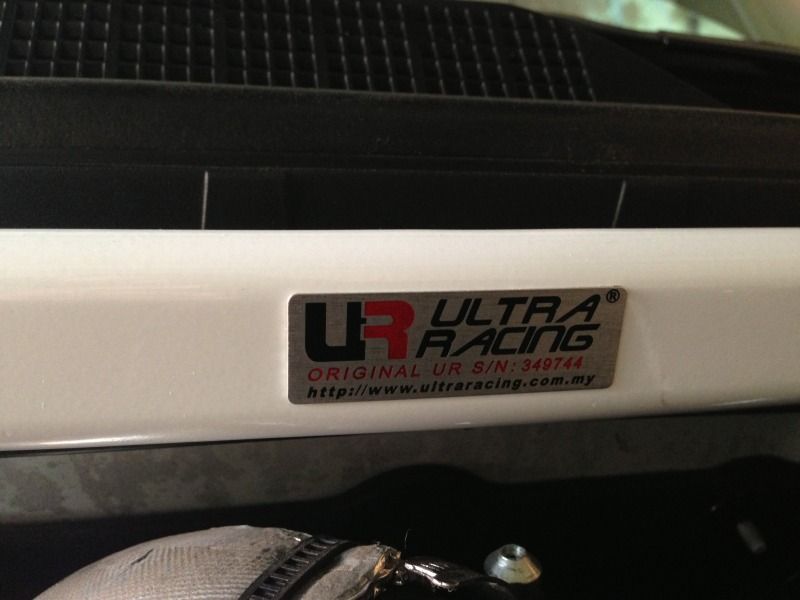 UR ULTRA RACING®
ORIGINAL UR S/N: 349744
http://www.ultraracing.com.my